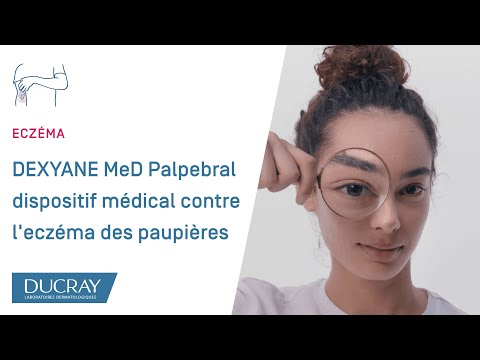 ECZÉMA
DEXYANE MeD Palpebral
dispositif médical contre
l'eczéma des paupières
DUCRAY
LABORATOIRES DERMATOLOGIQUES